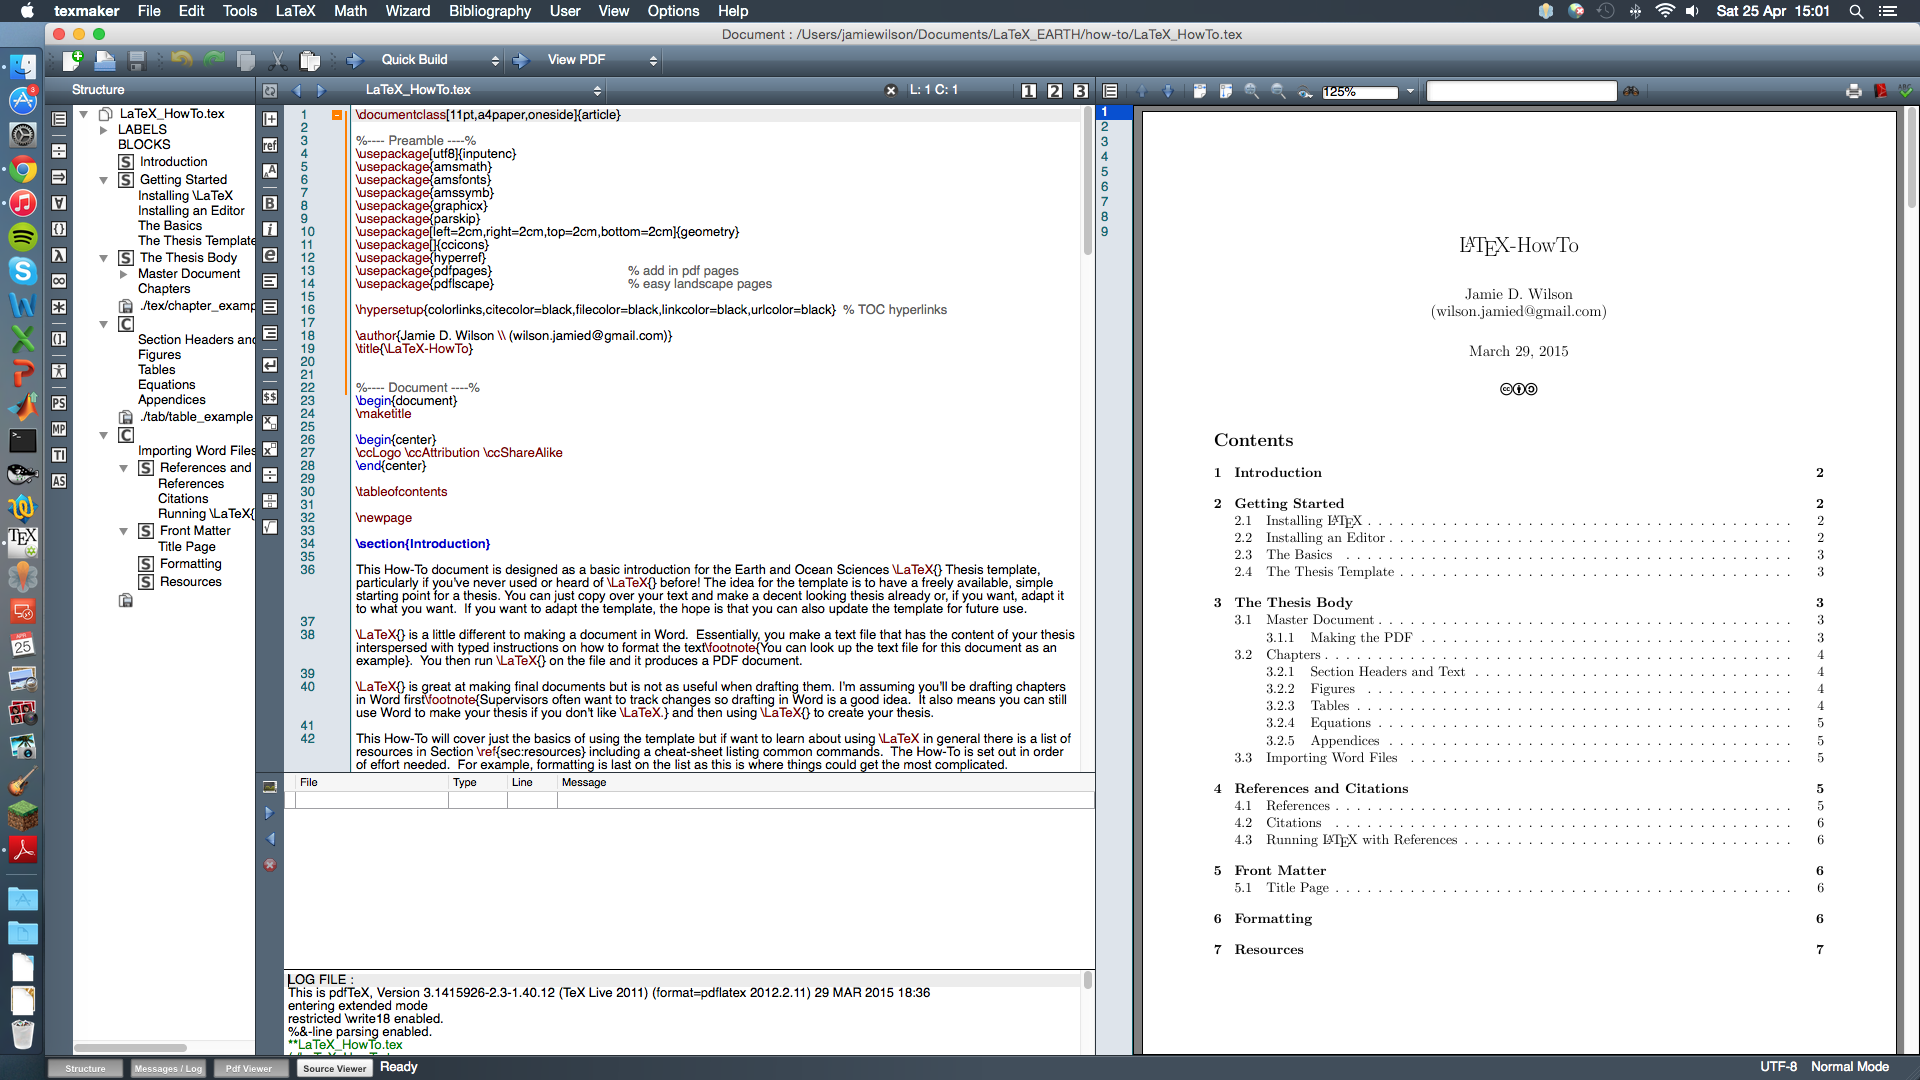 texmaker File Edit Tools LaTeX Math Wizard Bibliography User View Options Help
Sat 25 Apr 15:01
Document : /Users/jamiewilson/Documents/LaTeX_EARTH/how-to/LaTeX_HowTo.tex
Quick Build
View PDF
Structure
LaTeX_HowTo.tex
L: 1 C: 1
1 2 3
125%
LaTeX_HowTo.tex
LABELS
BLOCKS
S Introduction
S Getting Started
Installing \LaTeX
Installing an Editor
The Basics
The Thesis Template
S The Thesis Body
Master Document
Chapters
./tex/chapter_examp
C
Section Headers and
Figures
Tables
Equations
Appendices
./tab/table_example
C
Importing Word Files
S References and
References
Citations
Running \LaTeX{
S Front Matter
Title Page
S Formatting
S Resources
PS
MP
TI
AS
ref
B
i
e
$$
1 \documentclass[11pt,a4paper,oneside]{article}
2
3 %---- Preamble ----%
4 \usepackage[utf8]{inputenc}
5 \usepackage{amsmath}
6 \usepackage{amsfonts}
7 \usepackage{amssymb}
8 \usepackage{graphicx}
9 \usepackage{parskip}
10 \usepackage[left=2cm,right=2cm,top=2cm,bottom=2cm]{geometry}
11 \usepackage[]{ccicons}
12 \usepackage{hyperref}
13 \usepackage{pdfpages} % add in pdf pages
14 \usepackage{pdflscape} % easy landscape pages
15
16 \hypersetup{colorlinks,citecolor=black,filecolor=black,linkcolor=black,urlcolor=black} % TOC hyperlinks
17
18 \author{Jamie D. Wilson \\ (wilson.jamied@gmail.com)}
19 \title{\LaTeX-HowTo}
20
21
22 %---- Document ----%
23 \begin{document}
24 \maketitle
25
26 \begin{center}
27 \ccLogo \ccAttribution \ccShareAlike
28 \end{center}
29
30 \tableofcontents
31
32 \newpage
33
34 \section{Introduction}
35
36 This How-To document is designed as a basic introduction for the Earth and Ocean Sciences \LaTeX{} Thesis template,
particularly if you've never used or heard of \LaTeX{} before! The idea for the template is to have a freely available, simple
starting point for a thesis. You can just copy over your text and make a decent looking thesis already or, if you want, adapt it
to what you want. If you want to adapt the template, the hope is that you can also update the template for future use.
37
38 \LaTeX{} is a little different to making a document in Word. Essentially, you make a text file that has the content of your thesis
interspersed with typed instructions on how to format the text\footnote{You can look up the text file for this document as an
example}. You then run \LaTeX{} on the file and it produces a PDF document.
39
40 \LaTeX{} is great at making final documents but is not as useful when drafting them. I'm assuming you'll be drafting chapters
in Word first\footnote{Supervisors often want to track changes so drafting in Word is a good idea. It also means you can still
use Word to make your thesis if you don't like \LaTeX.} and then using \LaTeX{} to create your thesis.
41
42 This How-To will cover just the basics of using the template but if want to learn about using \LaTeX in general there is a list of
resources in Section \ref{sec:resources} including a cheat-sheet listing common commands. The How-To is set out in order
of effort needed. For example, formatting is last on the list as this is where things could get the most complicated.
File Type Line Message
LOG FILE :
This is pdfTeX, Version 3.1415926-2.3-1.40.12 (TeX Live 2011) (format=pdflatex 2012.2.11) 29 MAR 2015 18:36
entering extended mode
restricted \write18 enabled.
%&-line parsing enabled.
**LaTeX_HowTo.tex
1
2
3
4
5
6
7
8
9
LATEX-HowTo
Jamie D. Wilson
(wilson.jamied@gmail.com)
March 29, 2015
Contents
1 Introduction 2
2 Getting Started 2
2.1 Installing LATEX . . . 2
2.2 Installing an Editor . . . 2
2.3 The Basics . . . 3
2.4 The Thesis Template . . . 3
3 The Thesis Body 3
3.1 Master Document . . . 3
3.1.1 Making the PDF . . . 3
3.2 Chapters . . . 4
3.2.1 Section Headers and Text . . . 4
3.2.2 Figures . . . 4
3.2.3 Tables . . . 4
3.2.4 Equations . . . 5
3.2.5 Appendices . . . 5
3.3 Importing Word Files . . . 5
4 References and Citations 5
4.1 References . . . 5
4.2 Citations . . . 6
4.3 Running LATEX with References . . . 6
5 Front Matter 6
5.1 Title Page . . . 6
6 Formatting 6
7 Resources 7
Structure Messages / Log Pdf Viewer Source Viewer Ready
UTF-8 Normal Mode